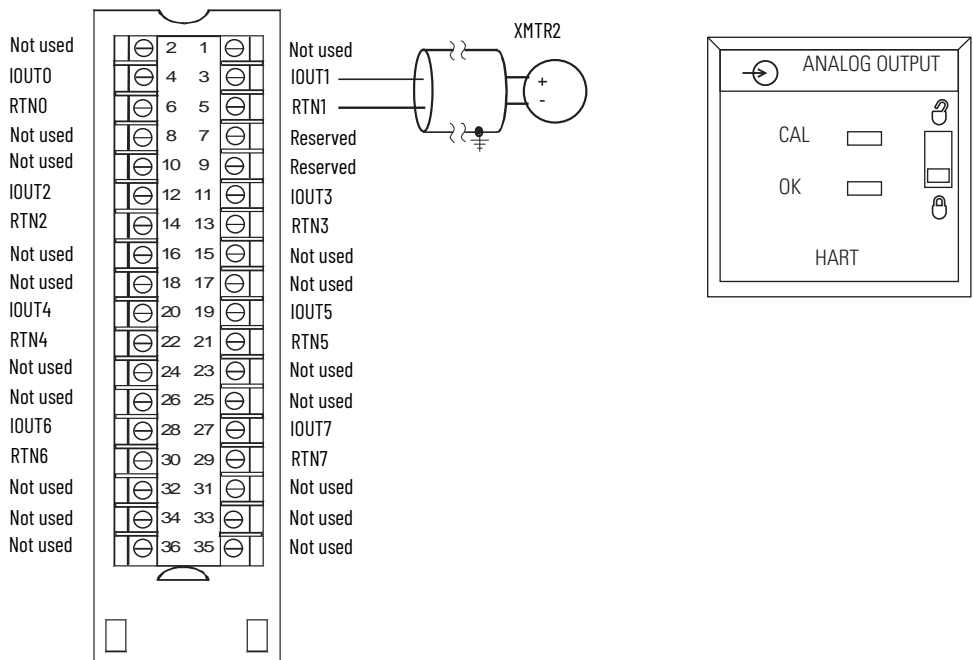 XMTR2
Not used 2 1 Not used
IOUT0 4 3 IOUT1
RTN0 6 5 RTN1
Not used 8 7 Reserved
Not used 10 9 Reserved
IOUT2 12 11 IOUT3
RTN2 14 13 RTN3
Not used 16 15 Not used
Not used 18 17 Not used
IOUT4 20 19 IOUT5
RTN4 22 21 RTN5
Not used 24 23 Not used
Not used 26 25 Not used
IOUT6 28 27 IOUT7
RTN6 30 29 RTN7
Not used 32 31 Not used
Not used 34 33 Not used
Not used 36 35 Not used
+
-
ANALOG OUTPUT
CAL
OK
HART